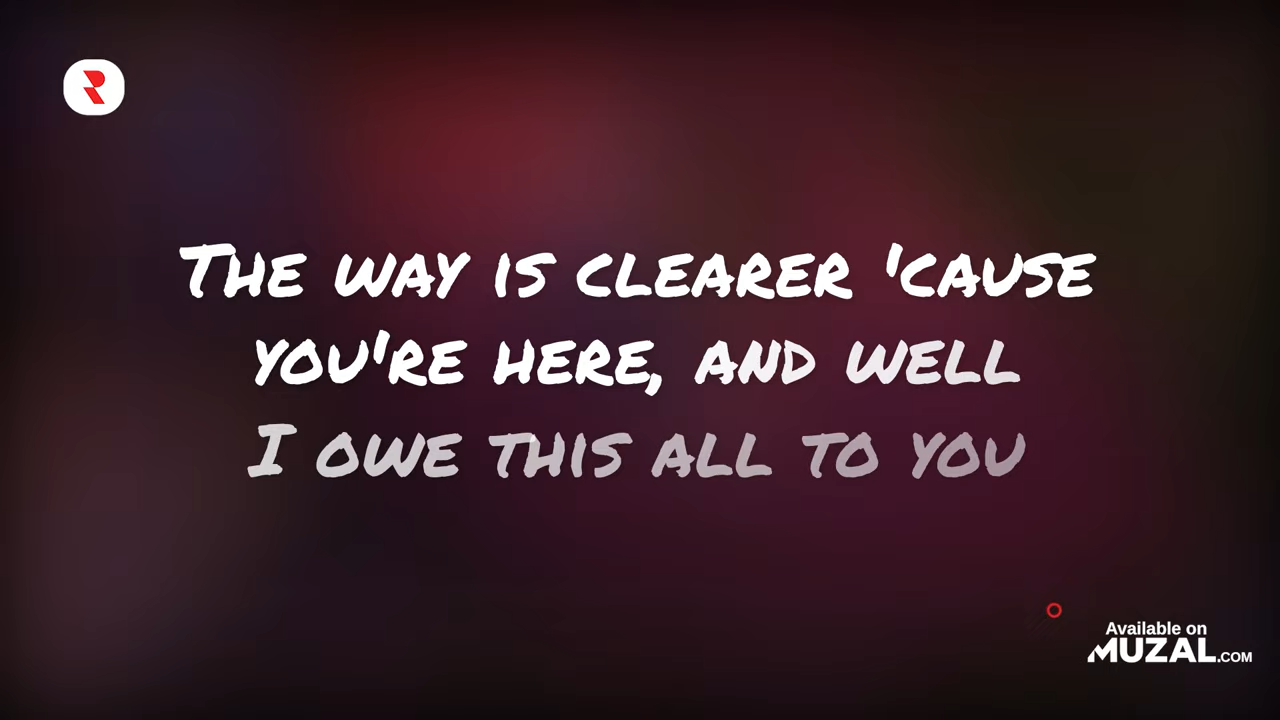 The way is clearer 'cause
you're here, and well
I owe this all to you
Available on
MUZAL.COM